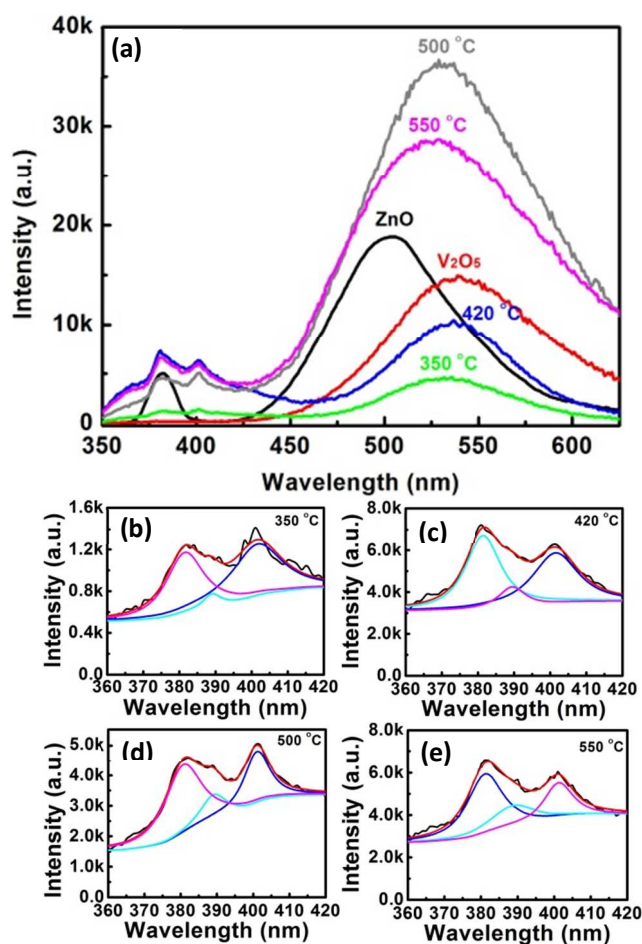 (a)
40k
30k
20k
10k
0
Intensity (a.u.)
500 °C
550 °C
ZnO
V₂O₅
420 °C
350 °C
350 400 450 500 550 600
Wavelength (nm)
(b)
350 °C
1.6k
1.2k
0.8k
0.4k
0.0
Intensity (a.u.)
360 370 380 390 400 410 420
Wavelength (nm)
(c)
420 °C
8.0k
6.0k
4.0k
2.0k
0.0
Intensity (a.u.)
360 370 380 390 400 410 420
Wavelength (nm)
(d)
500 °C
5.0k
4.0k
3.0k
2.0k
1.0k
0.0
Intensity (a.u.)
360 370 380 390 400 410 420
Wavelength (nm)
(e)
550 °C
8.0k
6.0k
4.0k
2.0k
0.0
Intensity (a.u.)
360 370 380 390 400 410 420
Wavelength (nm)